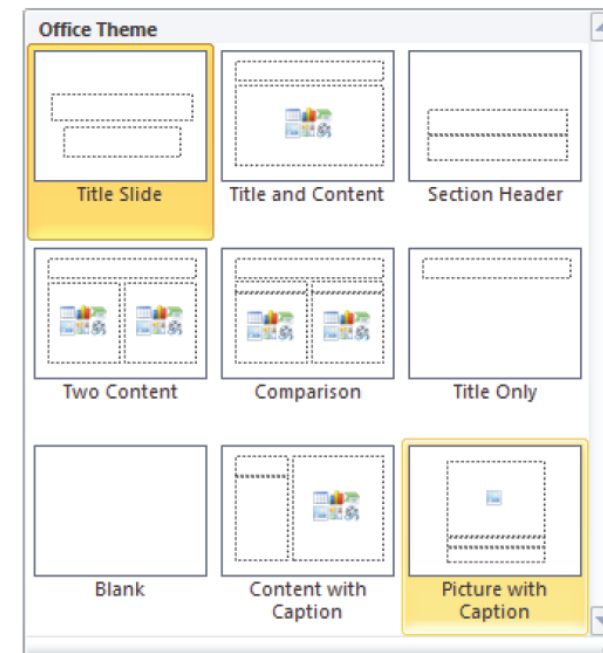 Office Theme
Title Slide
Title and Content
Section Header
Two Content
Comparison
Title Only
Blank
Content with
Caption
Picture with
Caption